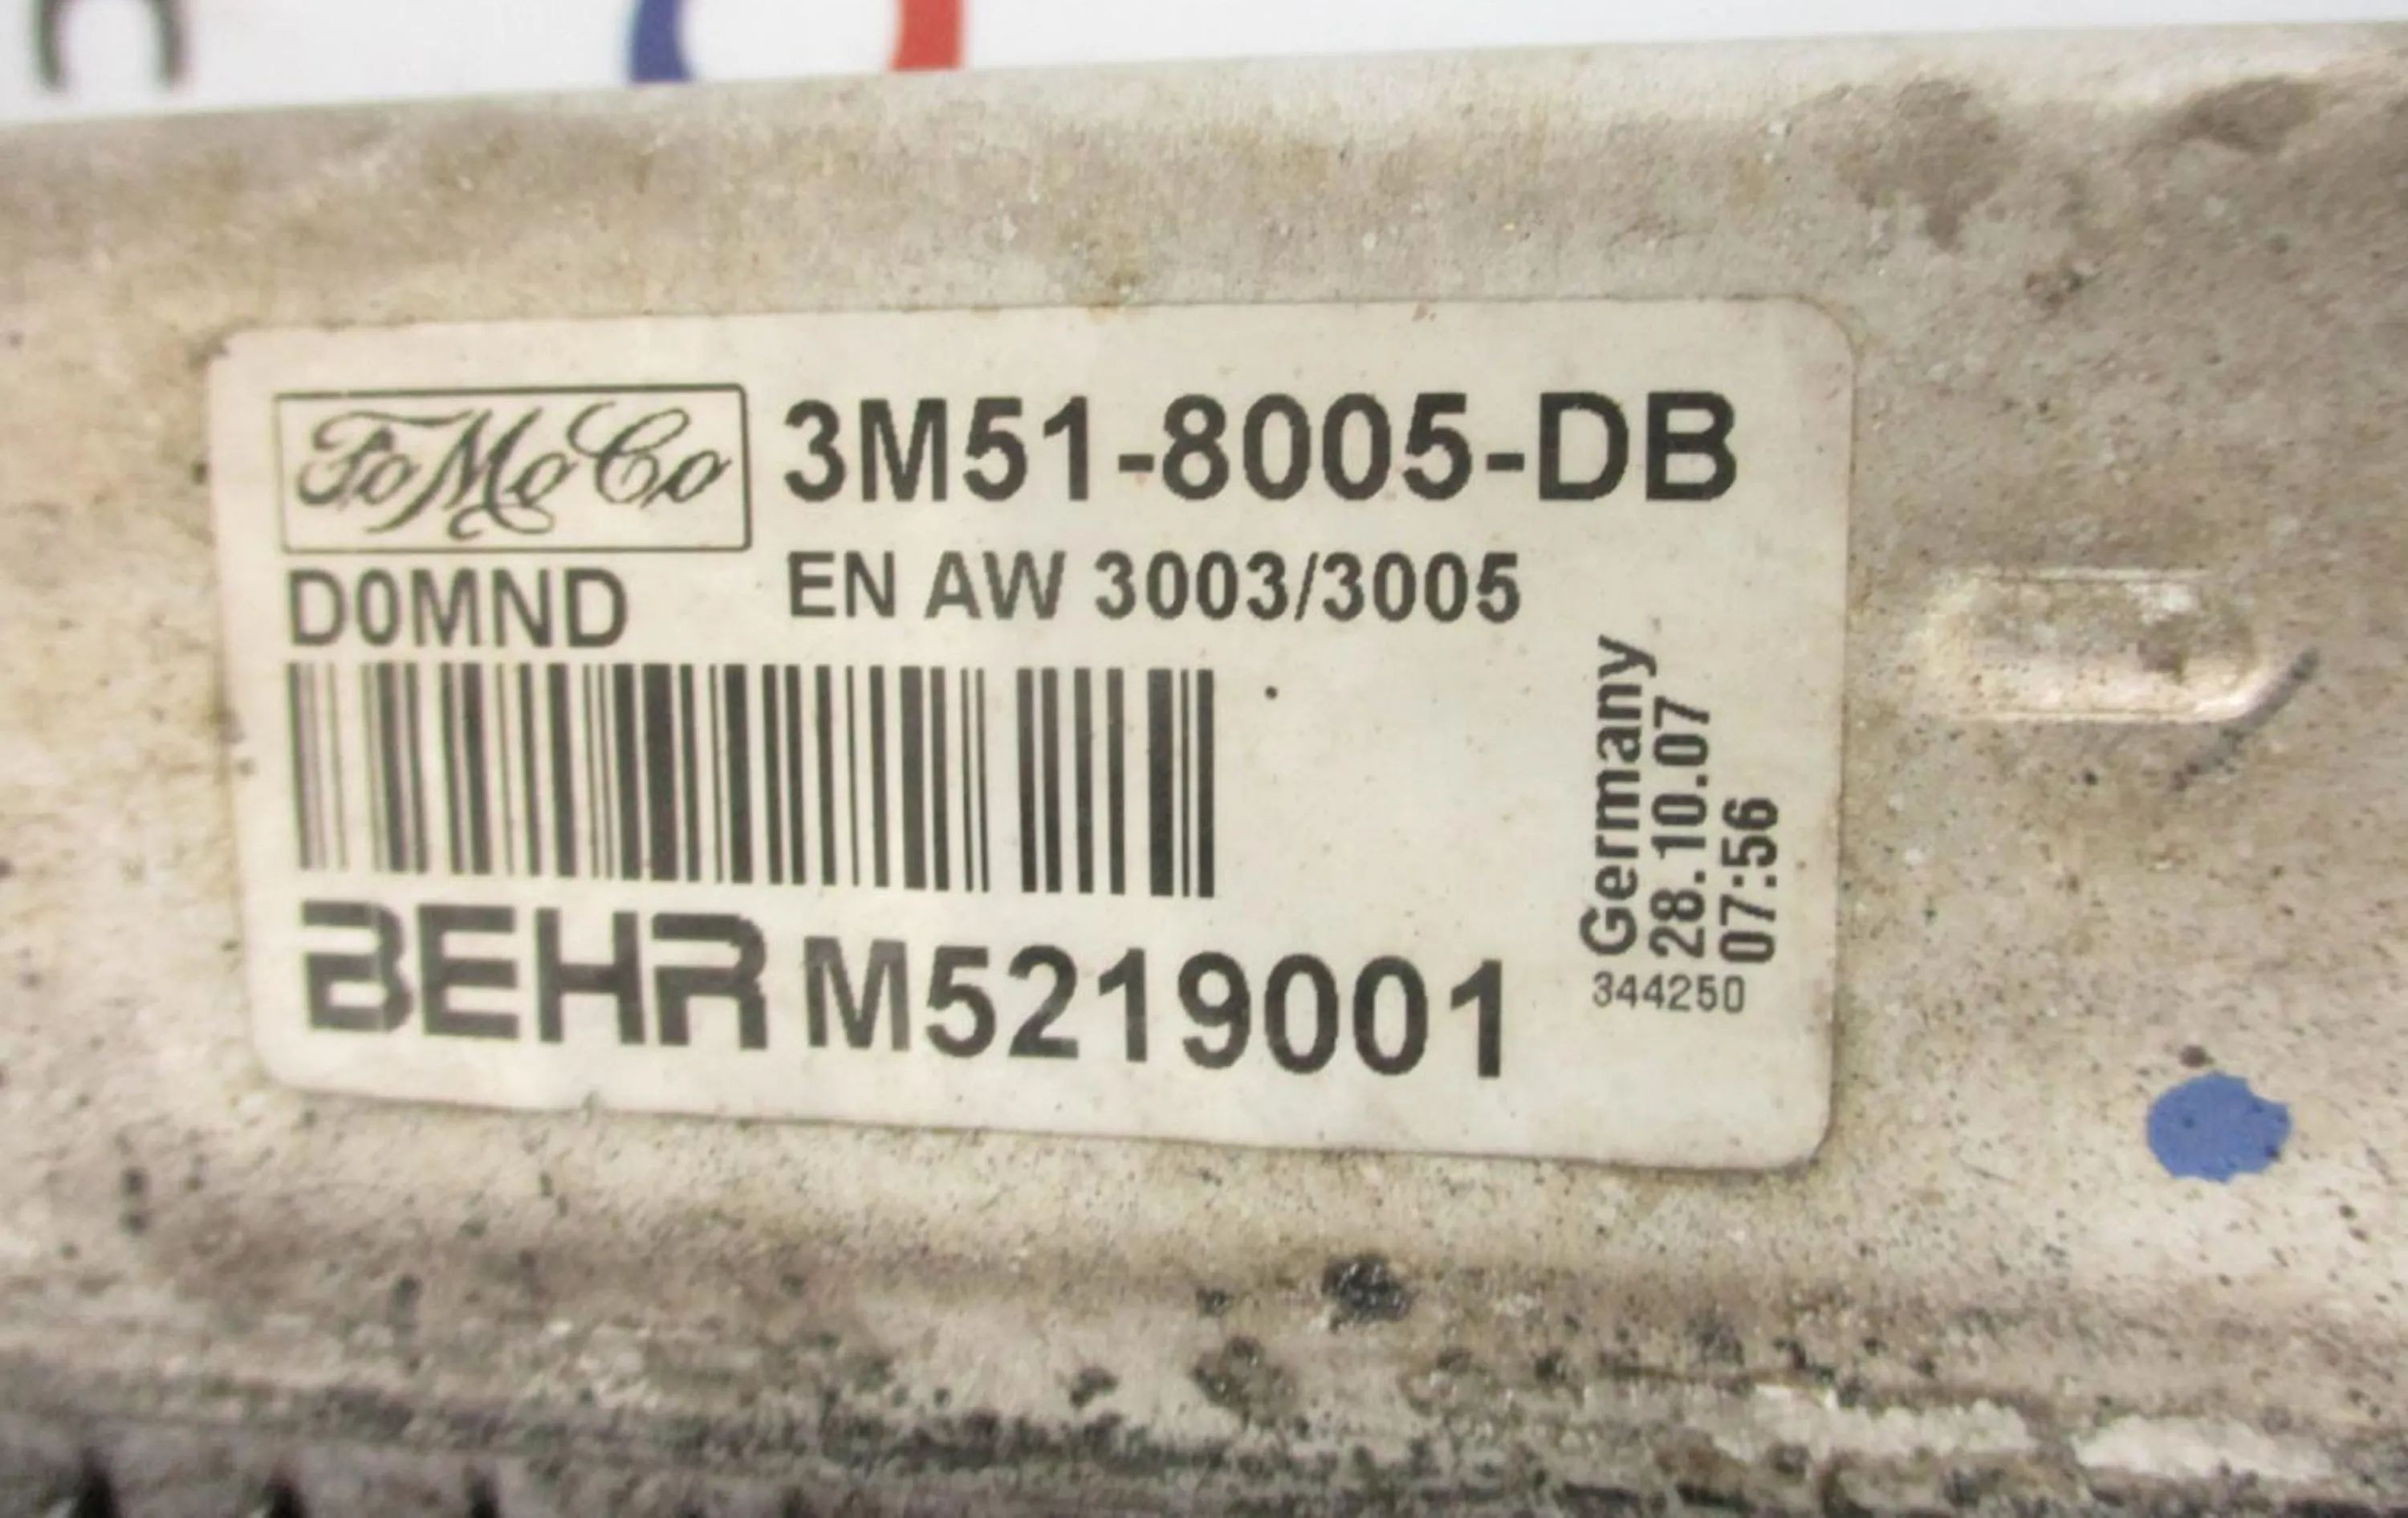 FoMoCo 3M51-8005-DB
D0MND EN AW 3003/3005
BEHR M5219001
Germany
28.10.07
07:56
344250